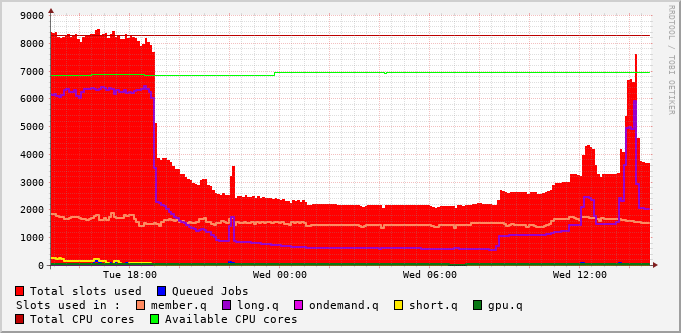 9000
8000
7000
6000
5000
4000
3000
2000
1000
0
Tue 18:00 Wed 00:00 Wed 06:00 Wed 12:00
RRDTOOL / TOBI OETIKER
Total slots used Queued Jobs
Slots used in : member.q long.q ondemand.q short.q gpu.q
Total CPU cores Available CPU cores